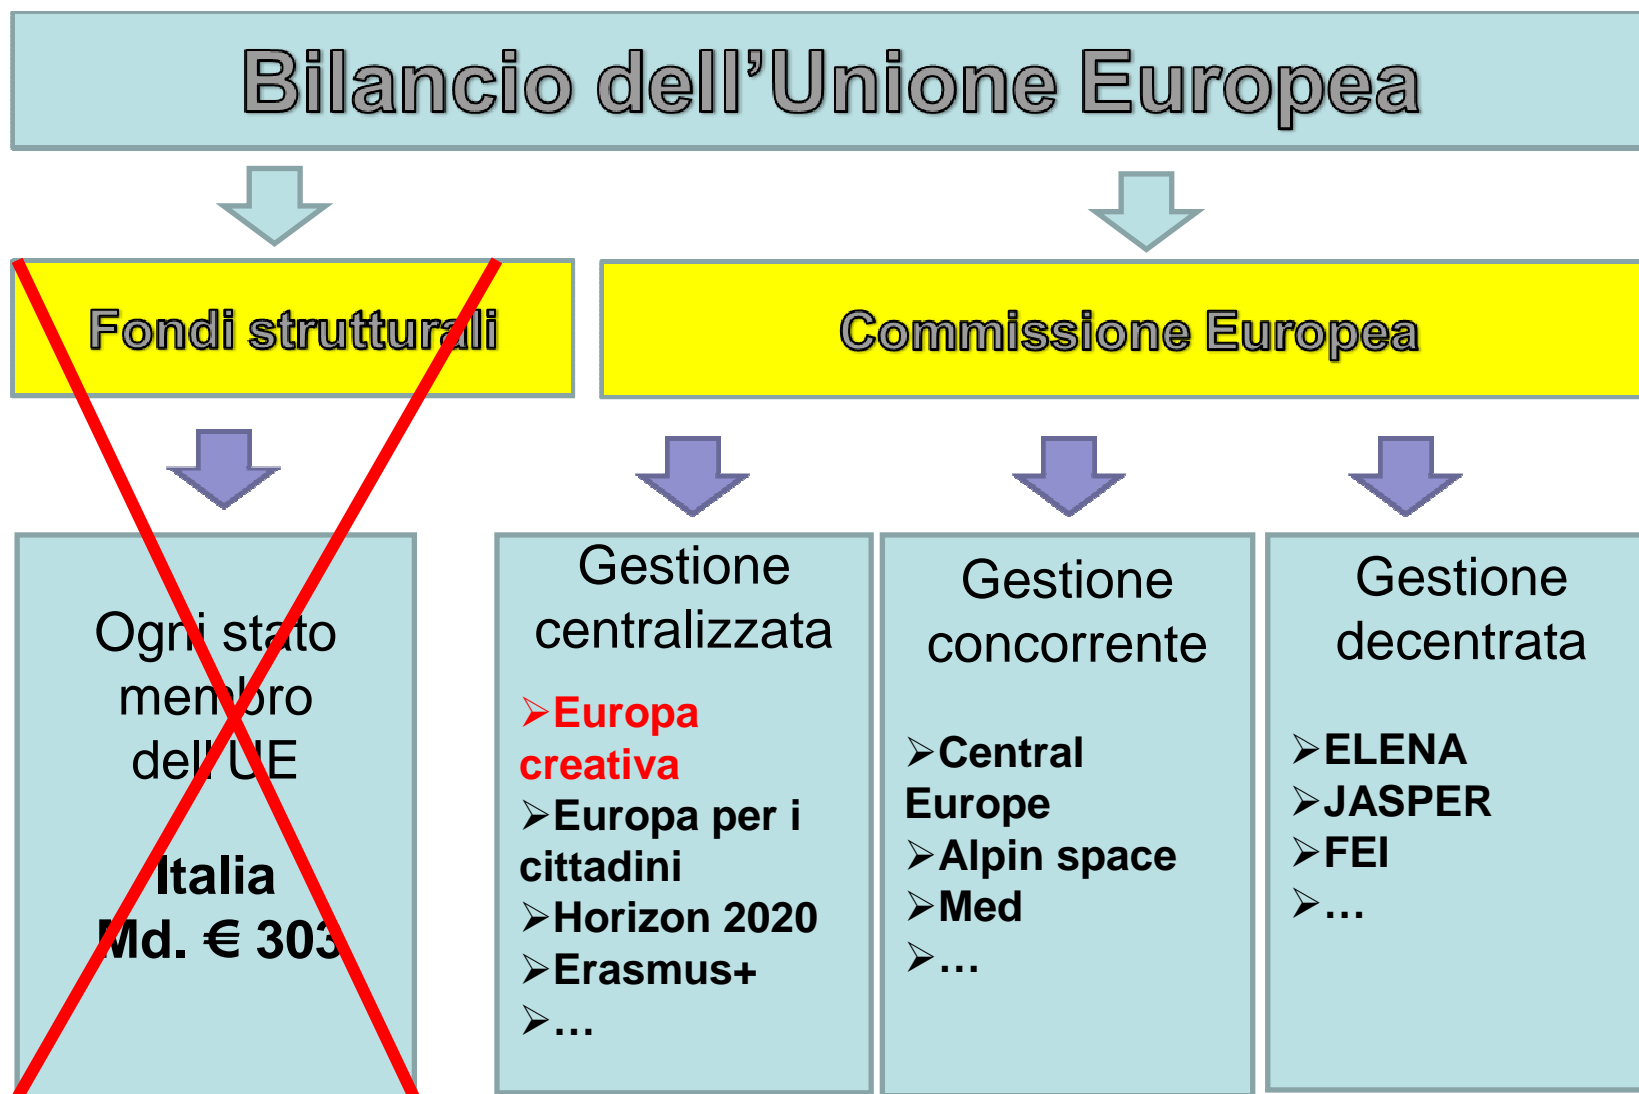 Bilancio dell’Unione Europea
Fondi strutturali
Commissione Europea
Ogni stato
membro
dell’UE
Italia
Md. € 303
Gestione
centralizzata
➢Europa
creativa
➢Europa per i
cittadini
➢Horizon 2020
➢Erasmus+
➢…
Gestione
concorrente
➢Central
Europe
➢Alpin space
➢Med
➢…
Gestione
decentrata
➢ELENA
➢JASPER
➢FEI
➢…